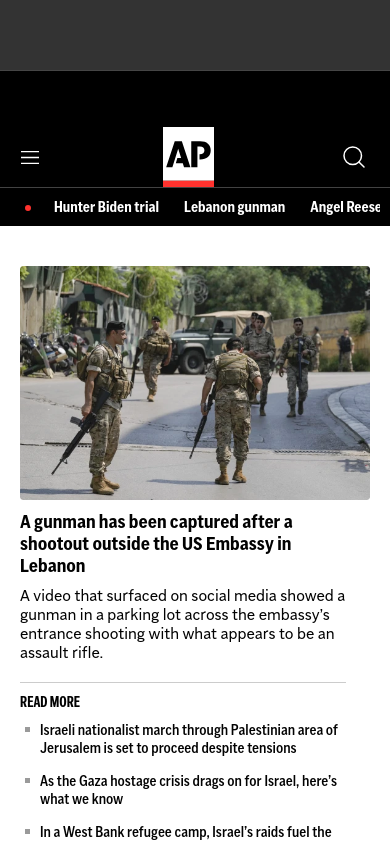 AP
Hunter Biden trial Lebanon gunman Angel Reese
A gunman has been captured after a
shootout outside the US Embassy in
Lebanon
A video that surfaced on social media showed a
gunman in a parking lot across the embassy’s
entrance shooting with what appears to be an
assault rifle.
READ MORE
Israeli nationalist march through Palestinian area of
Jerusalem is set to proceed despite tensions
As the Gaza hostage crisis drags on for Israel, here’s
what we know
In a West Bank refugee camp, Israel’s raids fuel the